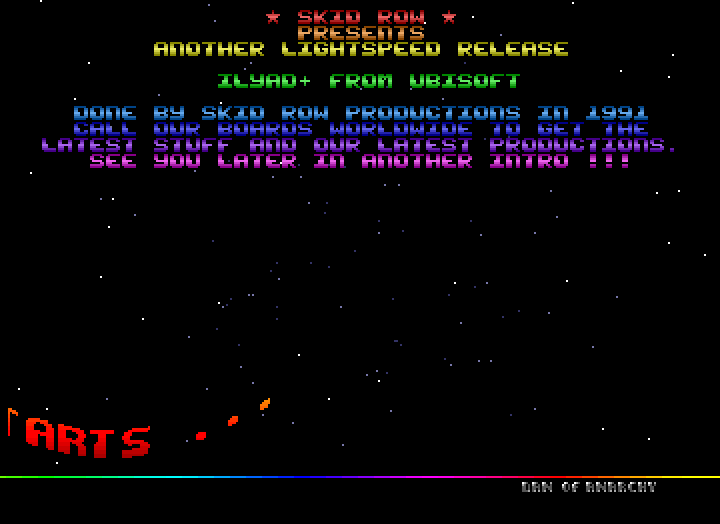 ★ SKID ROW ★
PRESENTS
ANOTHER LIGHTSPEED RELEASE
ILYAD+ FROM UBISOFT
DONE BY SKID ROW PRODUCTIONS IN 1991
CALL OUR BOARDS WORLDWIDE TO GET THE
LATEST STUFF AND OUR LATEST PRODUCTIONS.
SEE YOU LATER IN ANOTHER INTRO !!!
ARTS . . .
DAN OF ANARCHY